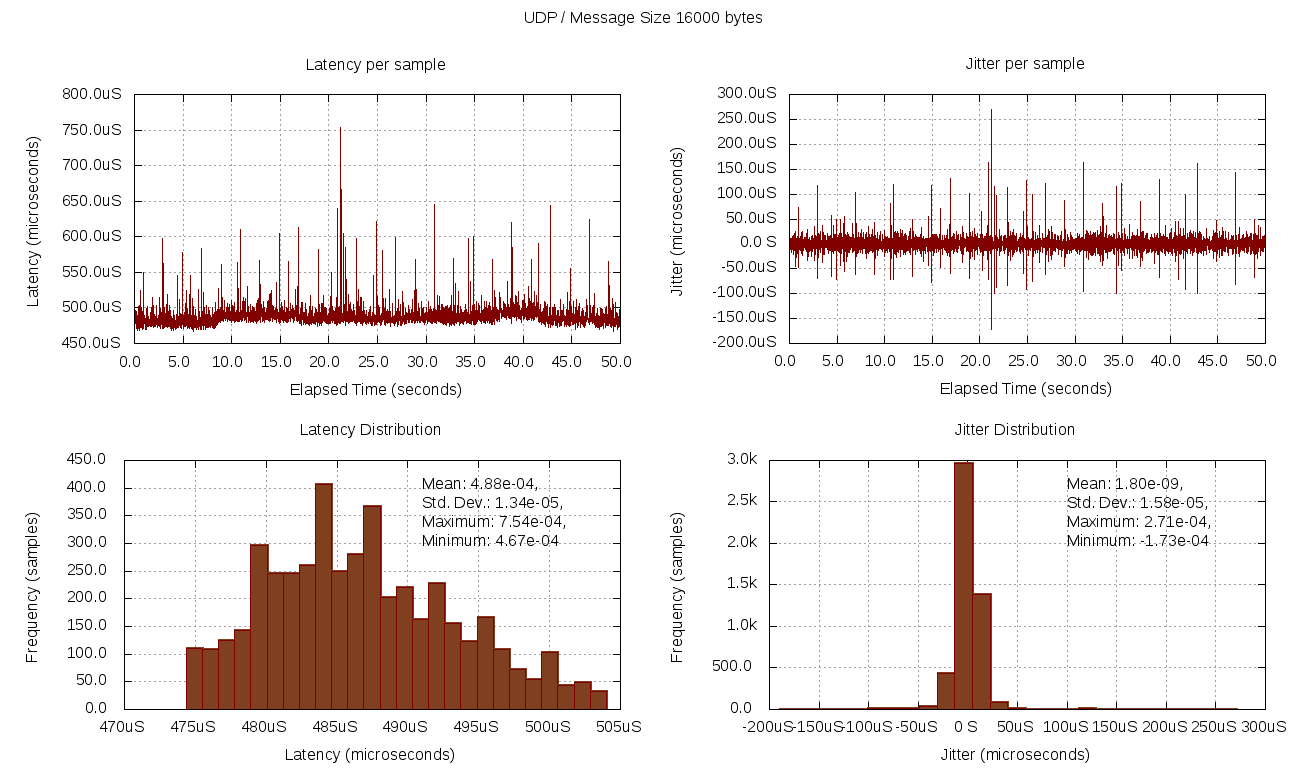 UDP / Message Size 16000 bytes
Latency per sample
800.0uS
750.0uS
700.0uS
650.0uS
600.0uS
550.0uS
500.0uS
450.0uS
Latency (microseconds)
0.0 5.0 10.0 15.0 20.0 25.0 30.0 35.0 40.0 45.0 50.0
Elapsed Time (seconds)
Jitter per sample
300.0uS
250.0uS
200.0uS
150.0uS
100.0uS
50.0uS
0.0 S
-50.0uS
-100.0uS
-150.0uS
-200.0uS
Jitter (microseconds)
0.0 5.0 10.0 15.0 20.0 25.0 30.0 35.0 40.0 45.0 50.0
Elapsed Time (seconds)
Latency Distribution
450.0
400.0
350.0
300.0
250.0
200.0
150.0
100.0
50.0
0.0
Frequency (samples)
Mean: 4.88e-04,
Std. Dev.: 1.34e-05,
Maximum: 7.54e-04,
Minimum: 4.67e-04
470uS 475uS 480uS 485uS 490uS 495uS 500uS 505uS
Latency (microseconds)
Jitter Distribution
3.0k
2.5k
2.0k
1.5k
1.0k
500.0
0.0
Frequency (samples)
Mean: 1.80e-09,
Std. Dev.: 1.58e-05,
Maximum: 2.71e-04,
Minimum: -1.73e-04
-200uS -150uS -100uS -50uS 0 S 50uS 100uS 150uS 200uS 250uS 300uS
Jitter (microseconds)